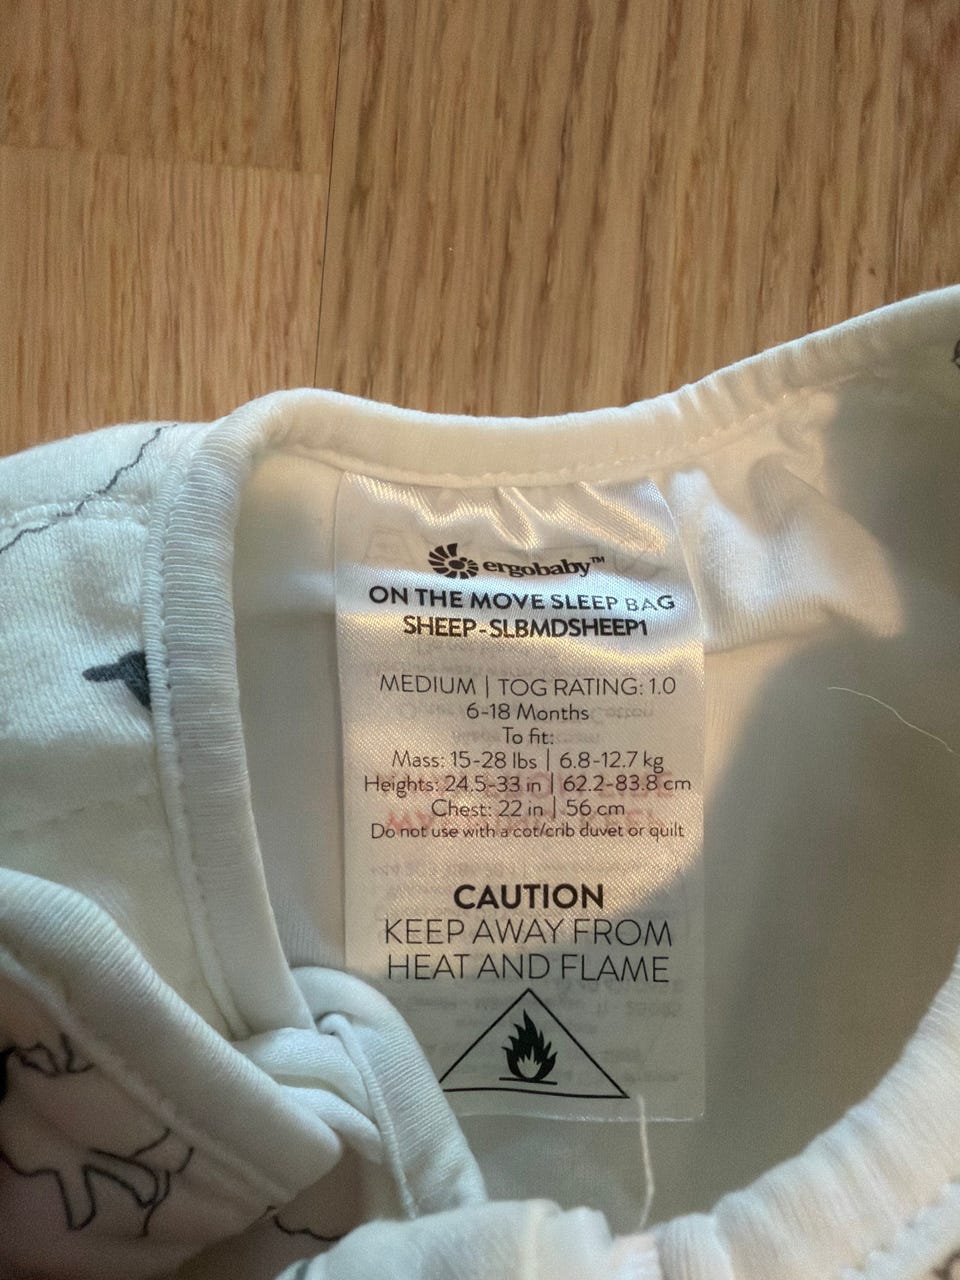 ergobaby™
ON THE MOVE SLEEP BAG
SHEEP-SLBMDSHEEP1
MEDIUM | TOG RATING: 1.0
6-18 Months
To fit:
Mass: 15-28 lbs | 6.8-12.7 kg
Heights: 24.5-33 in | 62.2-83.8 cm
Chest: 22 in | 56 cm
Do not use with a cot/crib duvet or quilt
CAUTION
KEEP AWAY FROM
HEAT AND FLAME